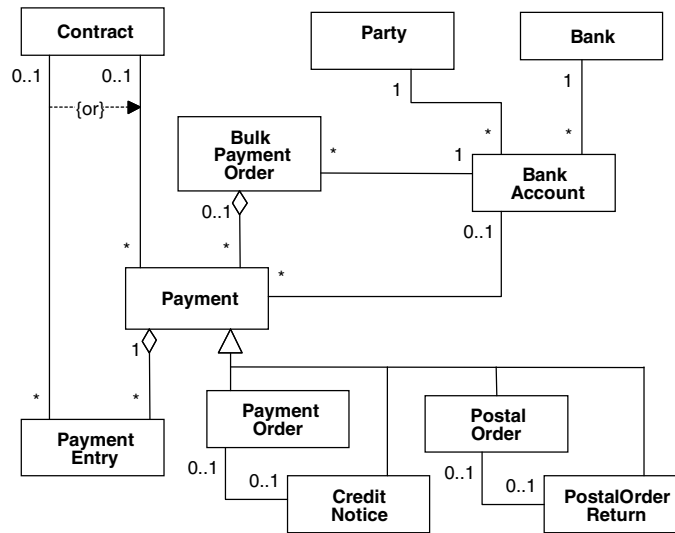 Contract
Party
Bank
0..1
0..1
1
1
{or}
Bulk
Payment
Order
*
*
*
1
Bank
Account
0..1
0..1
*
*
*
Payment
1
*
*
Payment
Entry
Payment
Order
Postal
Order
0..1
0..1
0..1
0..1
Credit
Notice
PostalOrder
Return